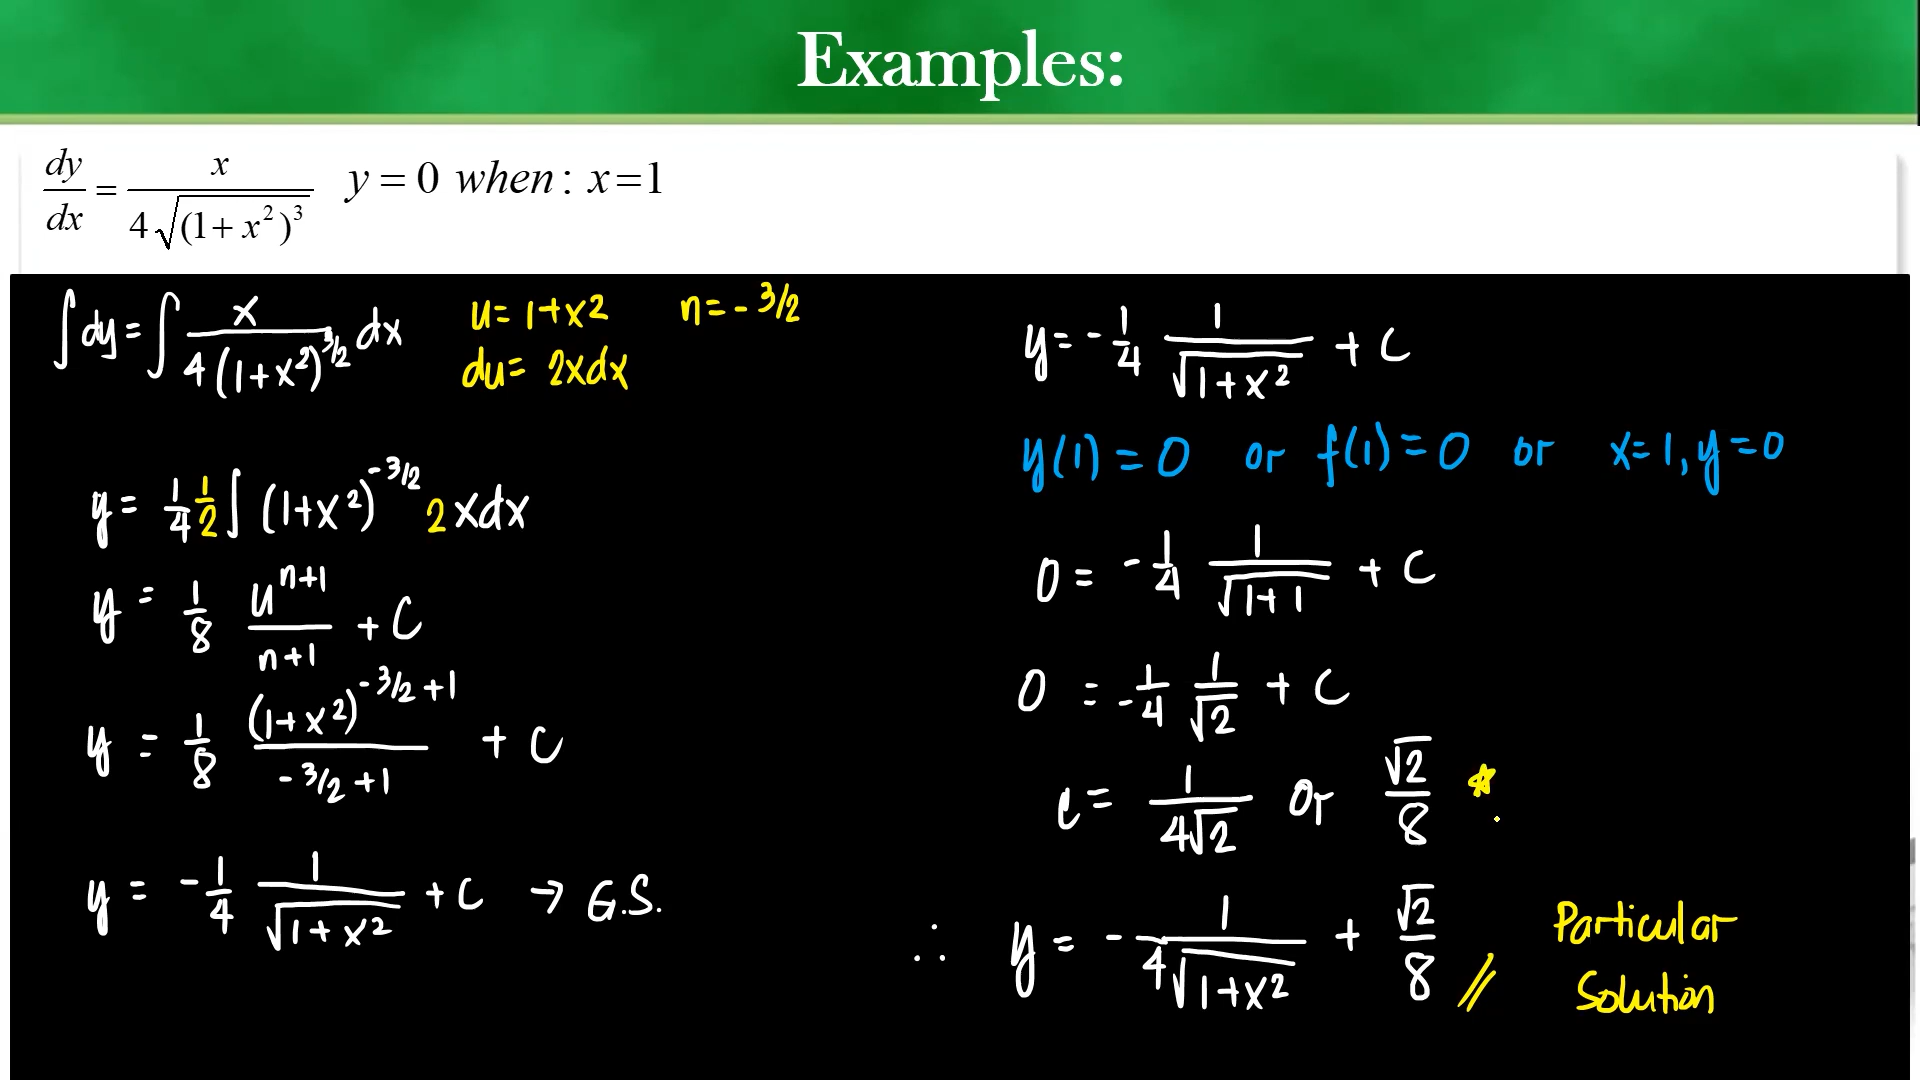 Examples:
dy/dx = x / 4√((1+x²)³)   y = 0 when: x = 1
∫dy = ∫ x / 4(1+x²)^3/2 dx   u = 1+x²   n = -3/2
du = 2xdx
y = 1/4 1/2 ∫ (1+x²)^-3/2 2xdx
y = 1/8 u^(n+1) / n+1 + C
y = 1/8 (1+x²)^(-3/2+1) / -3/2+1 + C
y = -1/4 1/√(1+x²) + C → G.S.
y = -1/4 1/√(1+x²) + C
y(1) = 0 or f(1) = 0 or x=1, y=0
0 = -1/4 1/√(1+1) + C
0 = -1/4 1/√2 + C
C = 1/4√2 or √2/8 *
∴ y = - 1/4√(1+x²) + √2/8 //
Particular
Solution